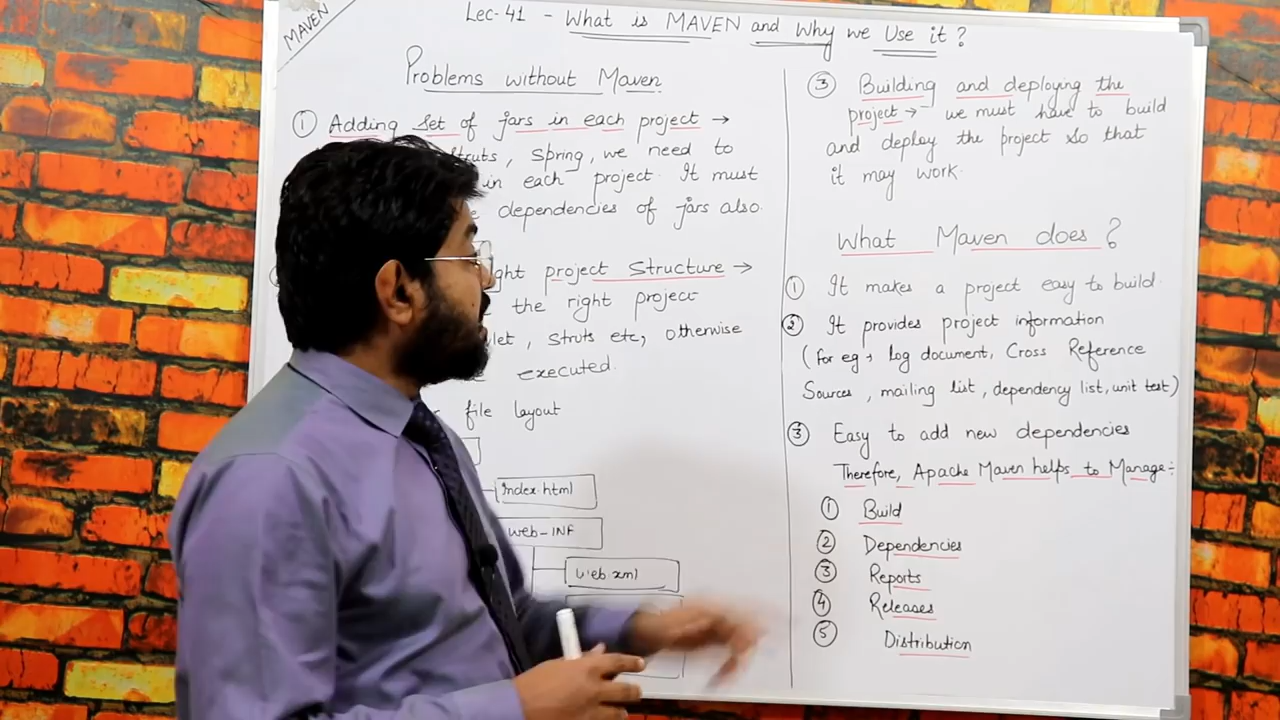 MAVEN
Lec-41 - What is MAVEN and Why we Use it?
Problems without Maven
① Adding set of jars in each project →
Struts, Spring, we need to
in each project. It must
dependencies of jars also.
project Structure →
the right project
struts etc, otherwise
executed.
file layout
index.html
web-INF
web.xml
③ Building and deploying the
project → we must have to build
and deploy the project so that
it may work.
What Maven does?
① It makes a project easy to build.
② It provides project information
(for eg → log document, Cross Reference
Sources, mailing list, dependency list, unit test)
③ Easy to add new dependencies
Therefore, Apache Maven helps to Manage:-
① Build
② Dependencies
③ Reports
④ Releases
⑤ Distribution